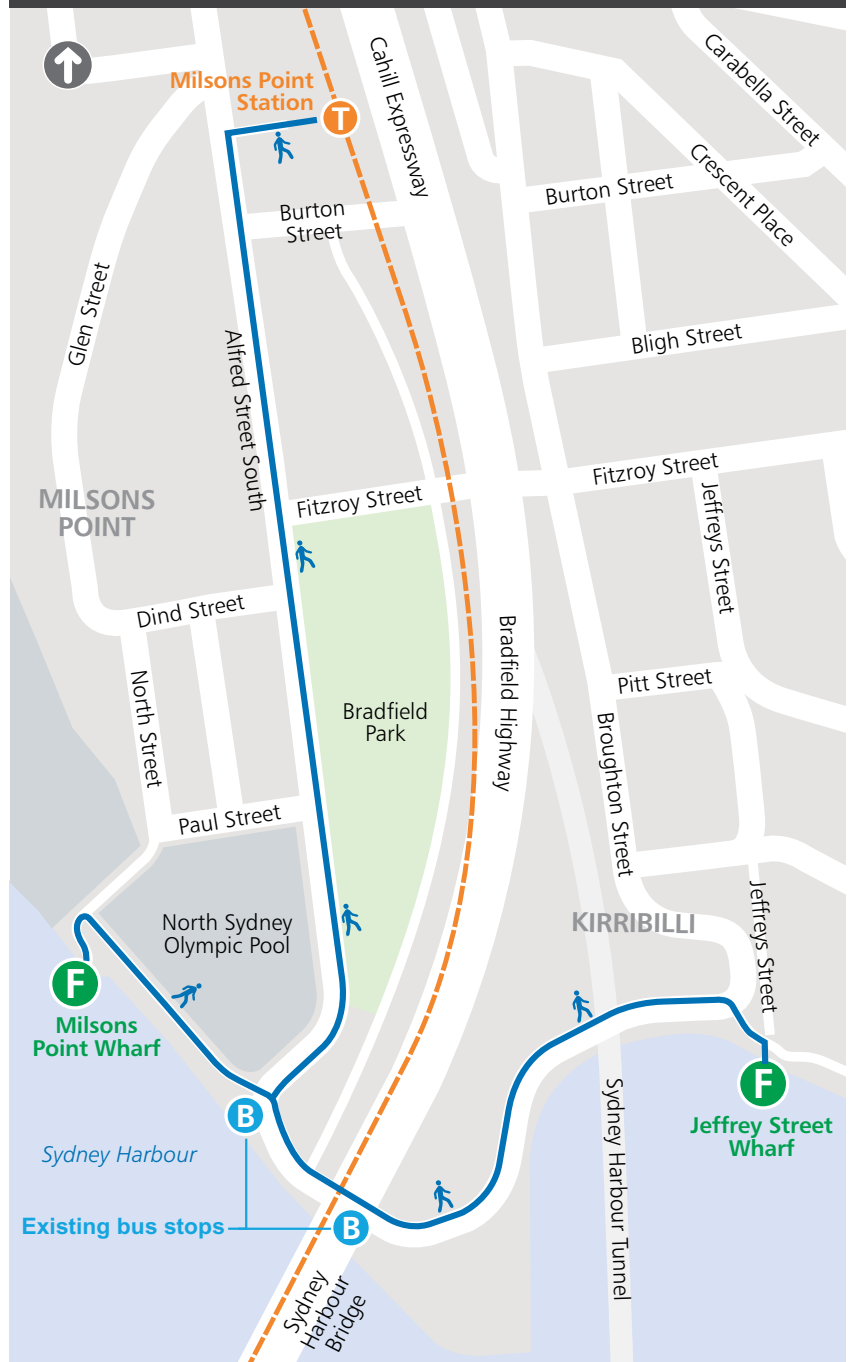 Cahill Expressway
Carabella Street
Milsons Point
Station
T
Crescent Place
Burton Street
Burton
Street
Glen Street
Bligh Street
Alfred Street South
MILSONS
POINT
Fitzroy Street
Fitzroy Street
Jeffreys Street
Dind Street
Bradfield Highway
North Street
Bradfield
Park
Pitt Street
Broughton Street
Paul Street
North Sydney
Olympic Pool
KIRRIBILLI
Jeffreys Street
F
Milsons
Point Wharf
F
Jeffrey Street
Wharf
B
Sydney Harbour
Sydney Harbour Tunnel
Existing bus stops
B
Sydney
Harbour
Bridge